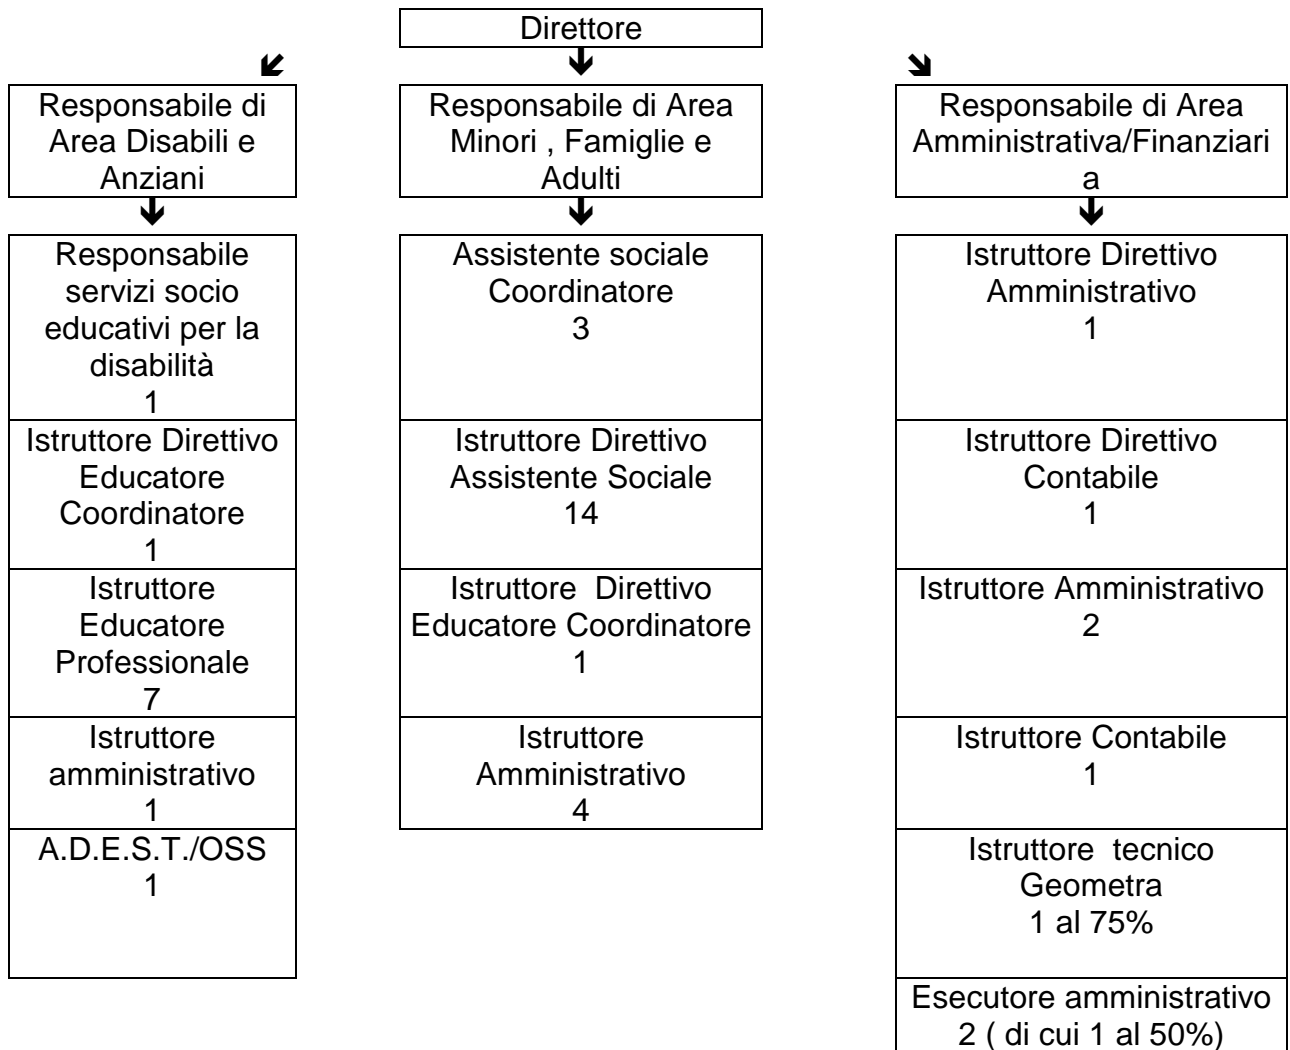 Direttore
Responsabile di
Area Disabili e
Anziani
Responsabile di Area
Minori , Famiglie e
Adulti
Responsabile di Area
Amministrativa/Finanziari
a
Responsabile
servizi socio
educativi per la
disabilità
1
Assistente sociale
Coordinatore
3
Istruttore Direttivo
Amministrativo
1
Istruttore Direttivo
Educatore
Coordinatore
1
Istruttore Direttivo
Assistente Sociale
14
Istruttore Direttivo
Contabile
1
Istruttore
Educatore
Professionale
7
Istruttore  Direttivo
Educatore Coordinatore
1
Istruttore Amministrativo
2
Istruttore
amministrativo
1
Istruttore
Amministrativo
4
Istruttore Contabile
1
A.D.E.S.T./OSS
1
Istruttore  tecnico
Geometra
1 al 75%
Esecutore amministrativo
2 ( di cui 1 al 50%)